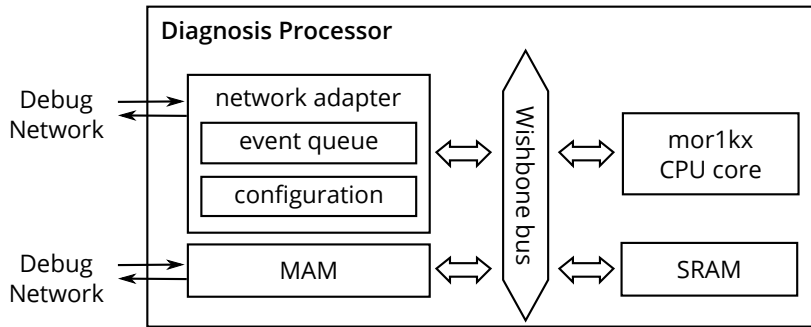 Diagnosis Processor
Debug
Network
network adapter
event queue
configuration
Wishbone bus
mor1kx
CPU core
Debug
Network
MAM
SRAM